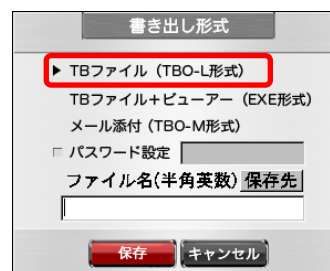 書き出し形式
▶ TBファイル（TBO-L形式）
TBファイル+ビューアー（EXE形式）
メール添付（TBO-M形式）
パスワード設定
ファイル名(半角英数) 保存先
保存 キャンセル